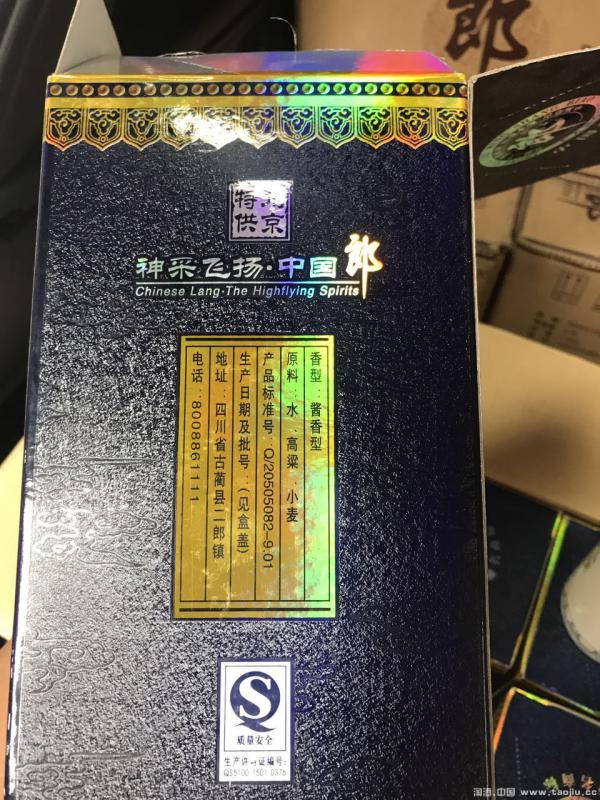 郎
北京
特供
神采飞扬·中国郎
Chinese Lang·The Highflying Spirits
香型:酱香型
原料:水、高粱 小麦
产品标准号:Q/20505082-9.01
生产日期及批号:(见盒盖)
地址:四川省古蔺县二郎镇
电话:8008861111
质量安全
生产许可证编号:
QS5100 1501 0376
淘酒.中国 www.taojiu.cc